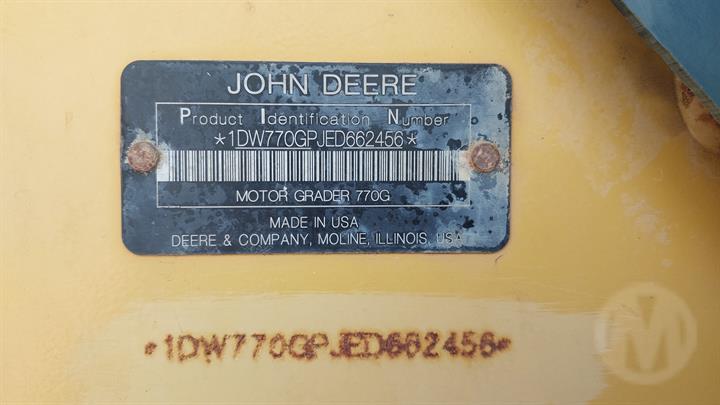 JOHN DEERE
Product Identification Number
*1DW770GPJED662456*
MOTOR GRADER 770G
MADE IN USA
DEERE & COMPANY, MOLINE, ILLINOIS, USA
*1DW770GPJED662456*
M